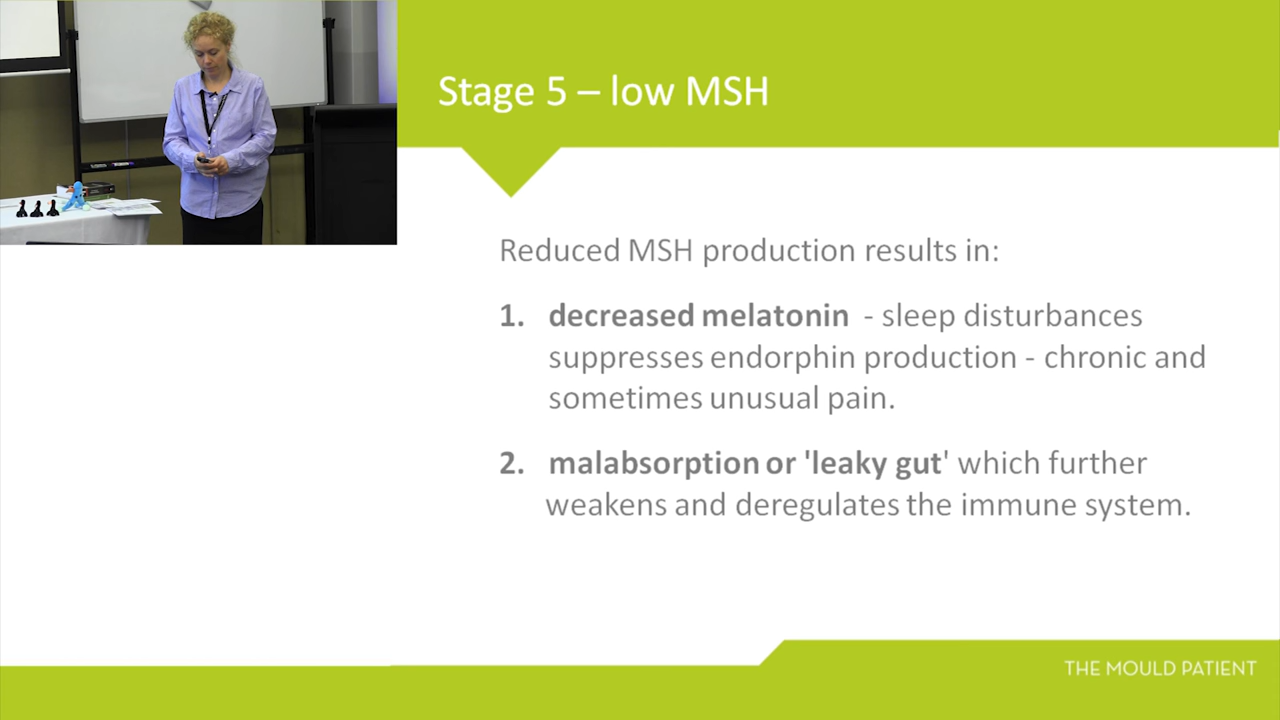 Stage 5 – low MSH
Reduced MSH production results in:
1. decreased melatonin - sleep disturbances
suppresses endorphin production - chronic and
sometimes unusual pain.
2. malabsorption or 'leaky gut' which further
weakens and deregulates the immune system.
THE MOULD PATIENT